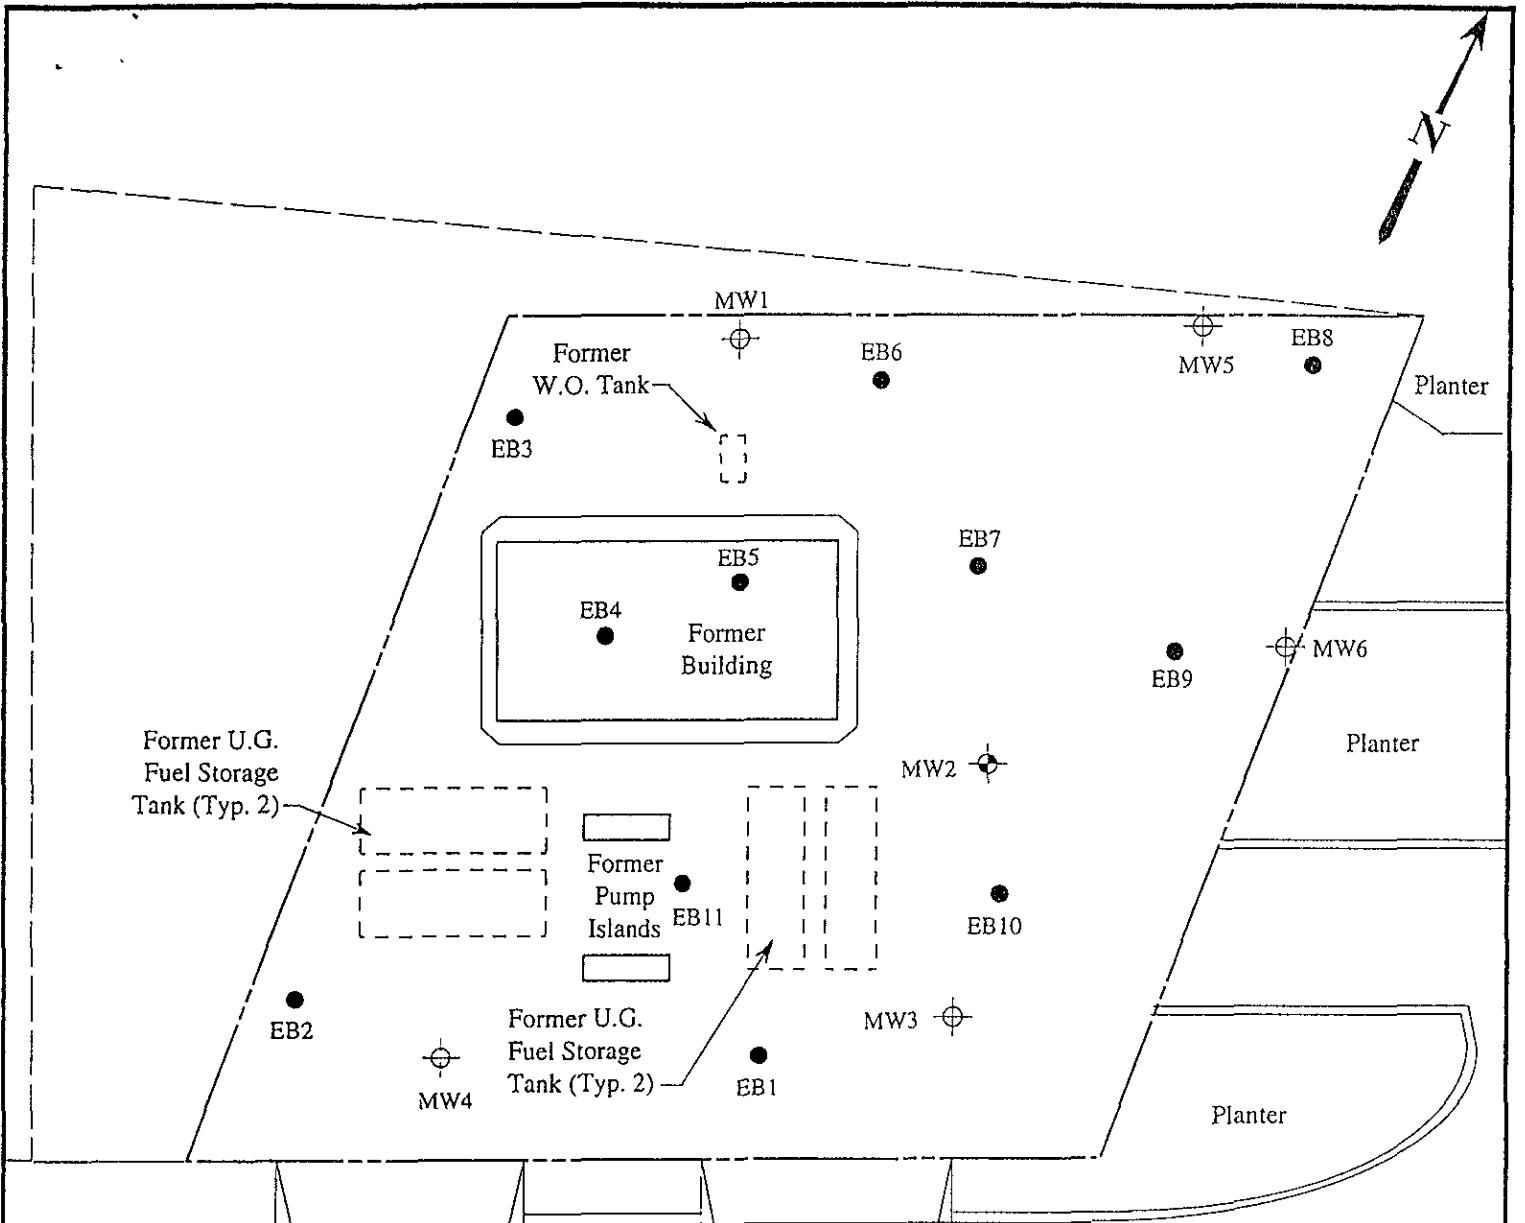 N
MW1
EB6
MW5
EB8
Former
W.O. Tank
Planter
EB3
EB7
EB5
EB4
Former
Building
MW6
EB9
Former U.G.
Fuel Storage
Tank (Typ. 2)
Planter
MW2
Former
Pump
Islands
EB11
EB10
EB2
Former U.G.
Fuel Storage
Tank (Typ. 2)
MW3
MW4
EB1
Planter